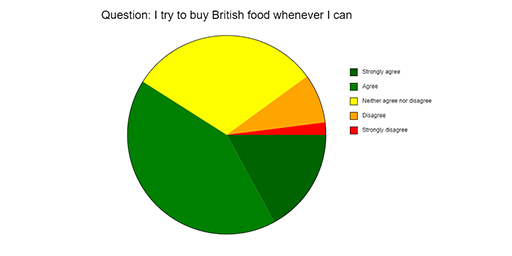 Question: I try to buy British food whenever I can
Strongly agree
Agree
Neither agree nor disagree
Disagree
Strongly disagree